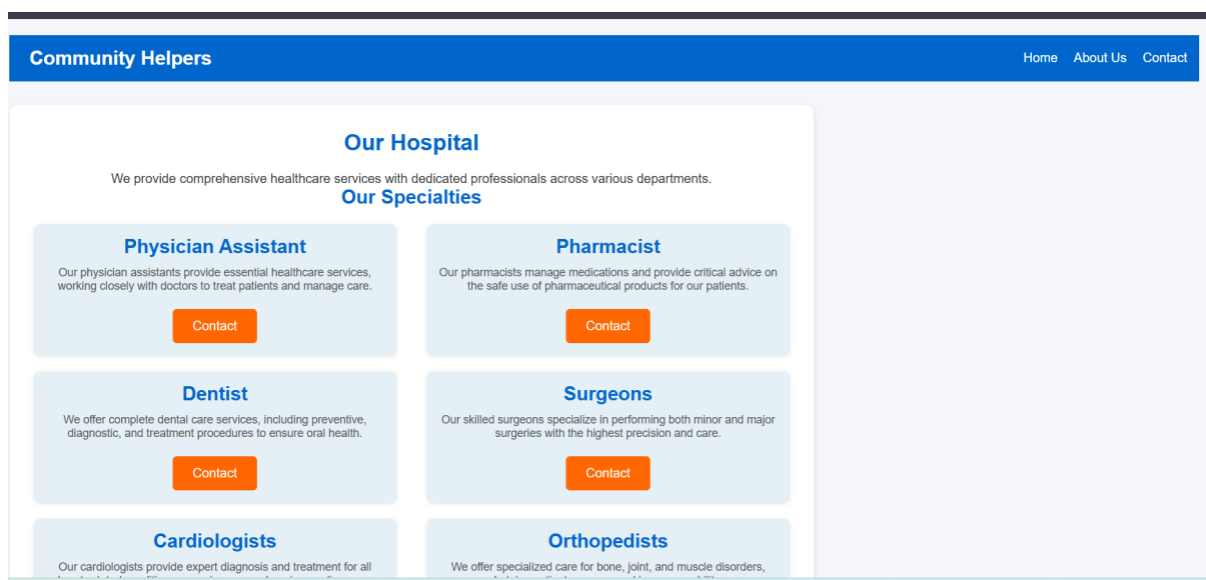 Community Helpers
Home About Us Contact
Our Hospital
We provide comprehensive healthcare services with dedicated professionals across various departments.
Our Specialties
Physician Assistant
Our physician assistants provide essential healthcare services,
working closely with doctors to treat patients and manage care.
Contact
Pharmacist
Our pharmacists manage medications and provide critical advice on
the safe use of pharmaceutical products for our patients.
Contact
Dentist
We offer complete dental care services, including preventive,
diagnostic, and treatment procedures to ensure oral health.
Contact
Surgeons
Our skilled surgeons specialize in performing both minor and major
surgeries with the highest precision and care.
Contact
Cardiologists
Our cardiologists provide expert diagnosis and treatment for all
Orthopedists
We offer specialized care for bone, joint, and muscle disorders,